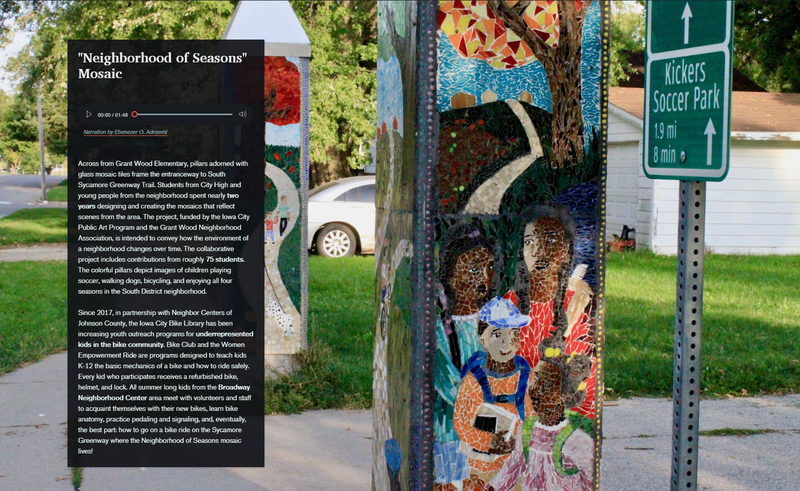 "Neighborhood of Seasons"
Mosaic
00:00 / 01:48
Narration by Ebenezer O, Adeyemi
Across from Grant Wood Elementary, pillars adorned with
glass mosaic tiles frame the entranceway to South
Sycamore Greenway Trail. Students from City High and
young people from the neighborhood spent nearly two
years designing and creating the mosaics that reflect
scenes from the area. The project, funded by the Iowa City
Public Art Program and the Grant Wood Neighborhood
Association, is intended to convey how the environment of
a neighborhood changes over time. The collaborative
project includes contributions from roughly 75 students.
The colorful pillars depict images of children playing
soccer, walking dogs, bicycling, and enjoying all four
seasons in the South District neighborhood.
Since 2017, in partnership with Neighbor Centers of
Johnson County, the Iowa City Bike Library has been
increasing youth outreach programs for underrepresented
kids in the bike community. Bike Club and the Women
Empowerment Ride are programs designed to teach kids
K-12 the basic mechanics of a bike and how to ride safely.
Every kid who participates receives a refurbished bike,
helmet, and lock. All summer long kids from the Broadway
Neighborhood Center area meet with volunteers and staff
to acquaint themselves with their new bikes, learn bike
anatomy, practice pedaling and signaling, and, eventually,
the best part: how to go on a bike ride on the Sycamore
Greenway where the Neighborhood of Seasons mosaic
lives!
Kickers
Soccer Park
1.9 mi
8 min